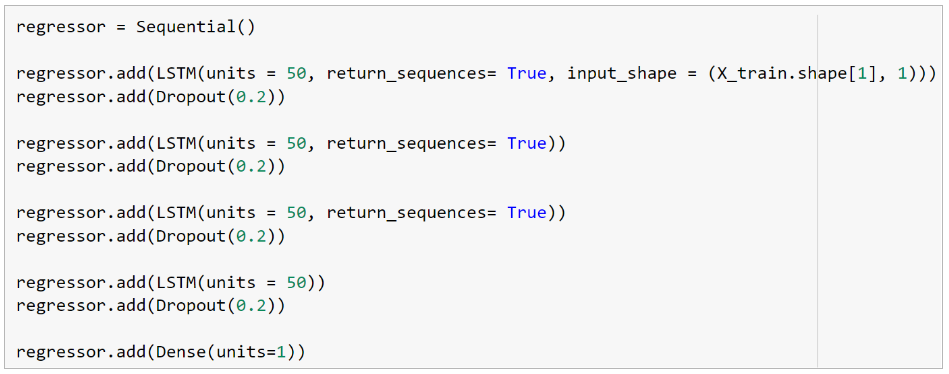 regressor = Sequential()
regressor.add(LSTM(units = 50, return_sequences= True, input_shape = (X_train.shape[1], 1)))
regressor.add(Dropout(0.2))
regressor.add(LSTM(units = 50, return_sequences= True))
regressor.add(Dropout(0.2))
regressor.add(LSTM(units = 50, return_sequences= True))
regressor.add(Dropout(0.2))
regressor.add(LSTM(units = 50))
regressor.add(Dropout(0.2))
regressor.add(Dense(units=1))